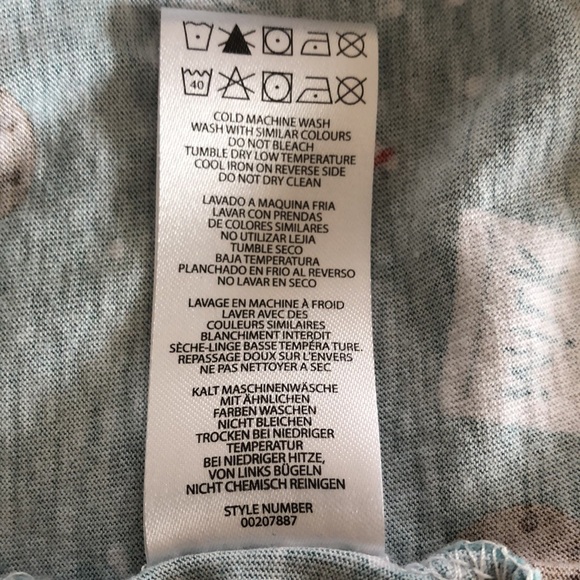 40
COLD MACHINE WASH
WASH WITH SIMILAR COLOURS
DO NOT BLEACH
TUMBLE DRY LOW TEMPERATURE
COOL IRON ON REVERSE SIDE
DO NOT DRY CLEAN
LAVADO A MAQUINA FRIA
LAVAR CON PRENDAS
DE COLORES SIMILARES
NO UTILIZAR LEJIA
TUMBLE SECO
BAJA TEMPERATURA
PLANCHADO EN FRIO AL REVERSO
NO LAVAR EN SECO
LAVAGE EN MACHINE À FROID
LAVER AVEC DES
COULEURS SIMILAIRES
BLANCHIMENT INTERDIT
SÈCHE-LINGE BASSE TEMPÉRA TURE.
REPASSAGE DOUX SUR L'ENVERS
NE PAS NETTOYER A SEC
KALT MASCHINENWÄSCHE
MIT ÄHNLICHEN
FARBEN WASCHEN
NICHT BLEICHEN
TROCKEN BEI NIEDRIGER
TEMPERATUR
BEI NIEDRIGER HITZE,
VON LINKS BÜGELN
NICHT CHEMISCH REINIGEN
STYLE NUMBER
00207887